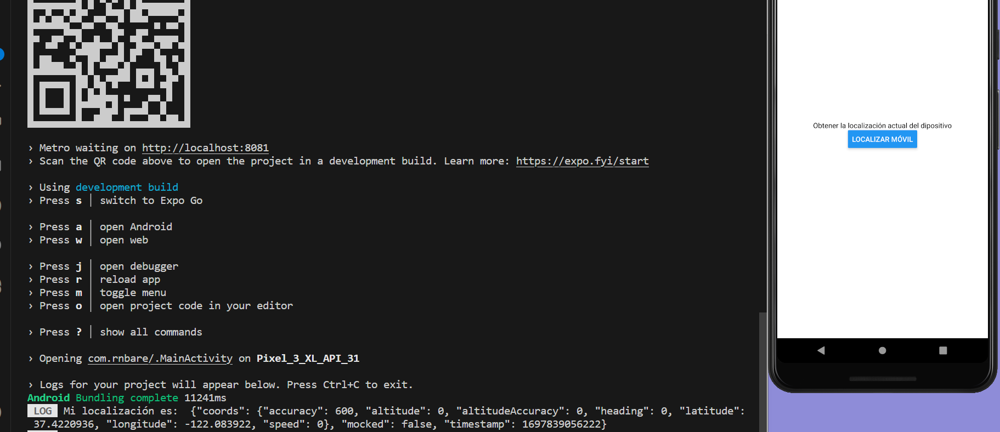 › Metro waiting on http://localhost:8081
› Scan the QR code above to open the project in a development build. Learn more: https://expo.fyi/start
› Using development build
› Press s │ switch to Expo Go
› Press a │ open Android
› Press w │ open web
› Press j │ open debugger
› Press r │ reload app
› Press m │ toggle menu
› Press o │ open project code in your editor
› Press ? │ show all commands
› Opening com.rnbare/.MainActivity on Pixel_3_XL_API_31
› Logs for your project will appear below. Press Ctrl+C to exit.
Android Bundling complete 11241ms
LOG Mi localización es:  {"coords": {"accuracy": 600, "altitude": 0, "altitudeAccuracy": 0, "heading": 0, "latitude":
37.4220936, "longitude": -122.083922, "speed": 0}, "mocked": false, "timestamp": 1697839056222}
Obtener la localización actual del dipositivo
LOCALIZAR MÓVIL